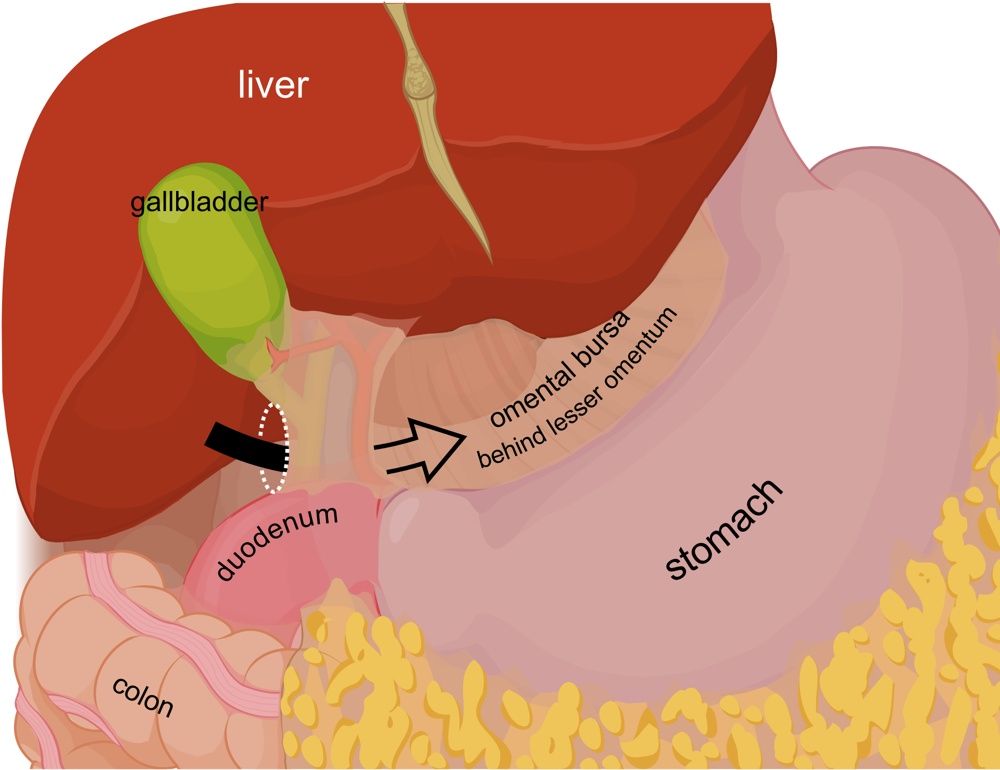 liver
gallbladder
omental bursa
behind lesser omentum
duodenum
stomach
colon